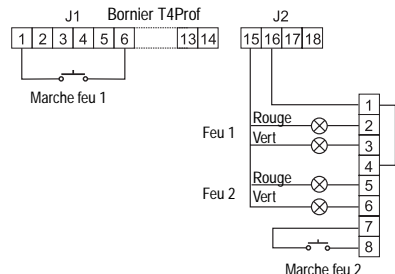 J1 Bornier T4Prof J2
1 2 3 4 5 6 13 14 15 16 17 18
Marche feu 1
1
Feu 1 Rouge 2
Vert 3
4
Feu 2 Rouge 5
Vert 6
7
8
Marche feu 2